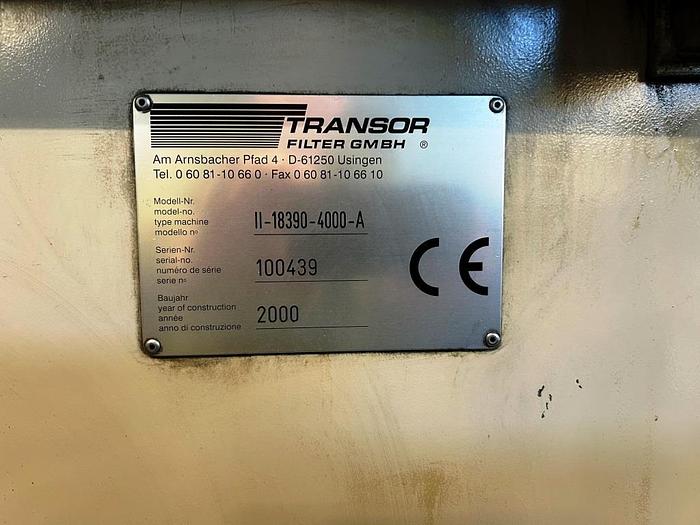 TRANSOR
FILTER GMBH ®
Am Arnsbacher Pfad 4 · D-61250 Usingen
Tel. 0 60 81-10 66 0 · Fax 0 60 81-10 66 10
Modell-Nr.
model-no.
type machine
modello nº
II-18390-4000-A
Serien-Nr.
serial-no.
numéro de série
serie nº
100439
Baujahr
year of construction
année
anno di construzione
2000
CE